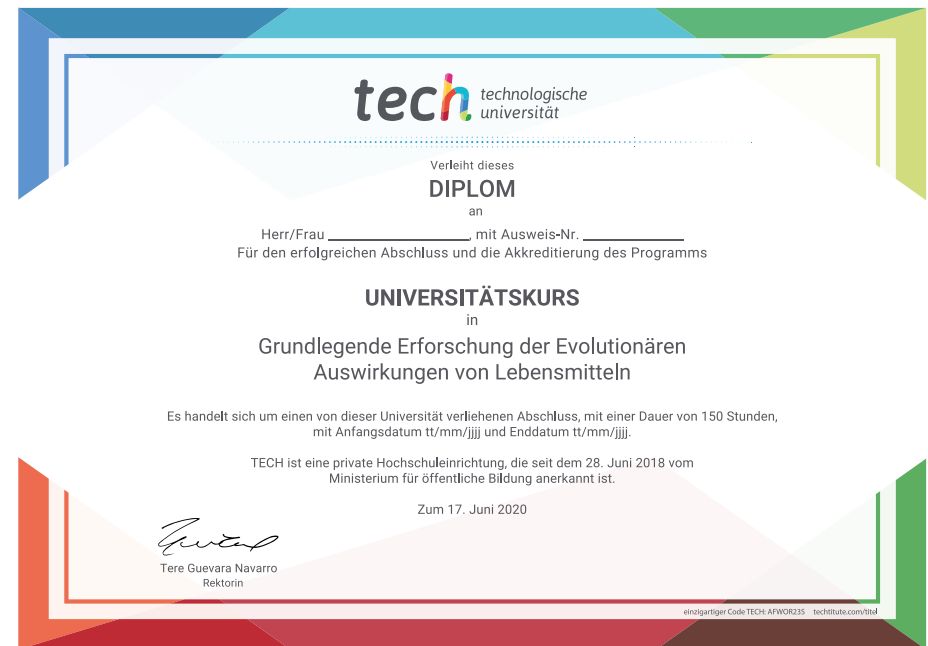 tech technologische
universität
Verleiht dieses
DIPLOM
an
Herr/Frau ____________________, mit Ausweis-Nr. ______________
Für den erfolgreichen Abschluss und die Akkreditierung des Programms
UNIVERSITÄTSKURS
in
Grundlegende Erforschung der Evolutionären
Auswirkungen von Lebensmitteln
Es handelt sich um einen von dieser Universität verliehenen Abschluss, mit einer Dauer von 150 Stunden,
mit Anfangsdatum tt/mm/jjjj und Enddatum tt/mm/jjjj.
TECH ist eine private Hochschuleinrichtung, die seit dem 28. Juni 2018 vom
Ministerium für öffentliche Bildung anerkannt ist.
Zum 17. Juni 2020
Tere Guevara Navarro
Rektorin
einzigartiger Code TECH: AFWOR23S techtitute.com/titel